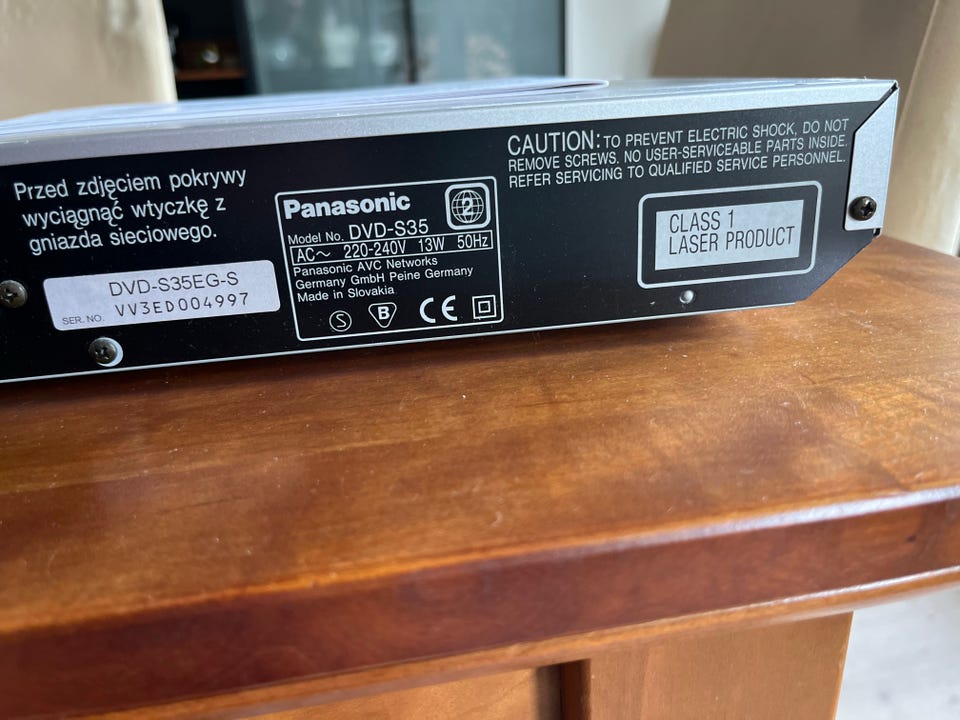 Przed zdjęciem pokrywy
wyciągnąć wtyczkę z
gniazda sieciowego.
DVD-S35EG-S
SER. NO. VV3ED004997
Panasonic
2
Model No. DVD-S35
AC～ 220-240V 13W 50Hz
Panasonic AVC Networks
Germany GmbH Peine Germany
Made in Slovakia
S B CE
CAUTION: TO PREVENT ELECTRIC SHOCK, DO NOT
REMOVE SCREWS. NO USER-SERVICEABLE PARTS INSIDE.
REFER SERVICING TO QUALIFIED SERVICE PERSONNEL.
CLASS 1
LASER PRODUCT